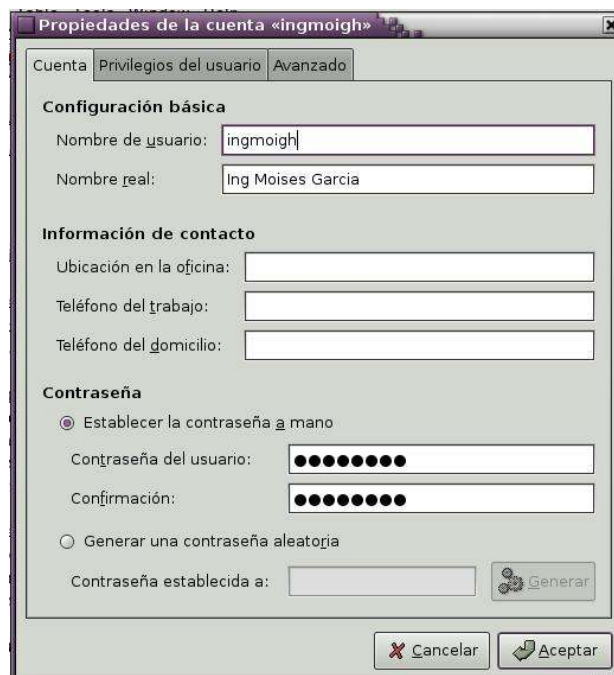 Propiedades de la cuenta «ingmoigh»
Cuenta Privilegios del usuario Avanzado
Configuración básica
Nombre de usuario: ingmoigh
Nombre real: Ing Moises Garcia
Información de contacto
Ubicación en la oficina:
Teléfono del trabajo:
Teléfono del domicilio:
Contraseña
Establecer la contraseña a mano
Contraseña del usuario: ●●●●●●●●
Confirmación: ●●●●●●●●
Generar una contraseña aleatoria
Contraseña establecida a: Generar
Cancelar Aceptar